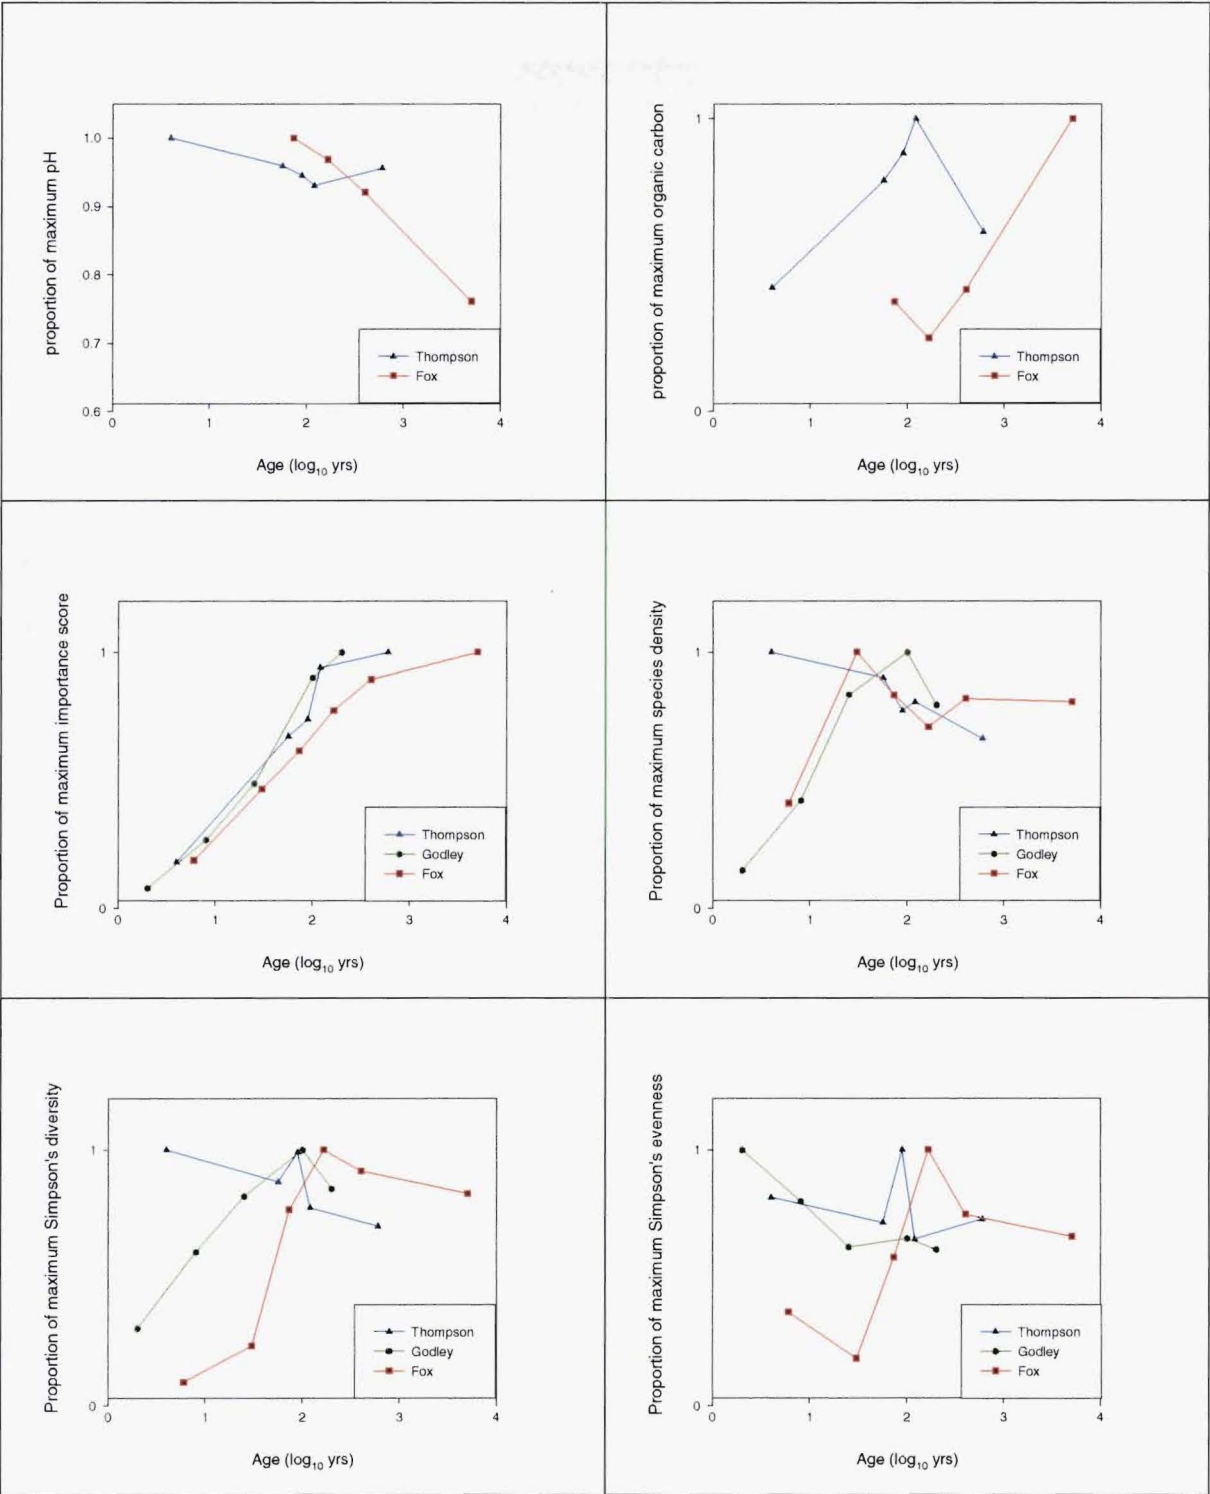 proportion of maximum pH
1.0
0.9
0.8
0.7
0.6
0 1 2 3 4
Thompson
Fox
Age (log10 yrs)
proportion of maximum organic carbon
1
0
0 1 2 3 4
Thompson
Fox
Age (log10 yrs)
Proportion of maximum importance score
1
0
0 1 2 3 4
Thompson
Godley
Fox
Age (log10 yrs)
Proportion of maximum species density
1
0
0 1 2 3 4
Thompson
Godley
Fox
Age (log10 yrs)
Proportion of maximum Simpson's diversity
1
0
0 1 2 3 4
Thompson
Godley
Fox
Age (log10 yrs)
Proportion of maximum Simpson's evenness
1
0
0 1 2 3 4
Thompson
Godley
Fox
Age (log10 yrs)